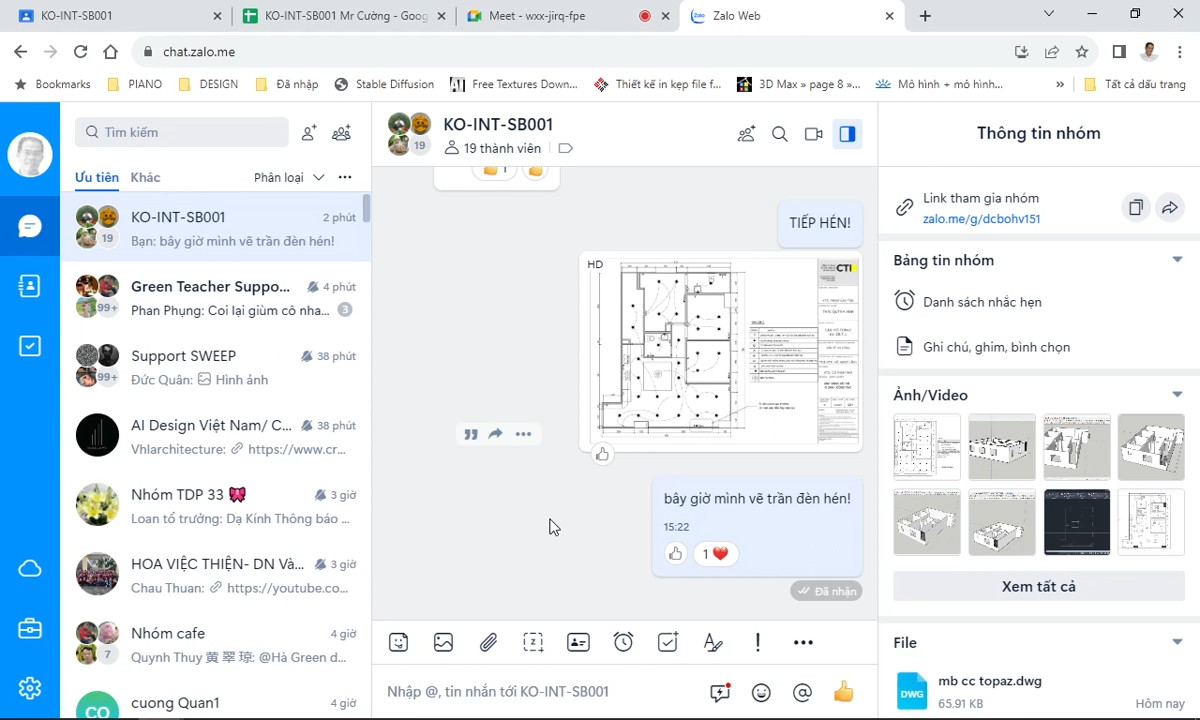 KO-INT-SB001
KO-INT-SB001 Mr Cường - Goog
Meet - wxx-jirq-fpe
Zalo Web
chat.zalo.me
Bookmarks
PIANO
DESIGN
Đã nhập
Stable Diffusion
Free Textures Down...
Thiết kế in kẹp file f...
3D Max » page 8 »...
Mô hình + mô hình...
»
Tất cả dấu trang
Tìm kiếm
Ưu tiên
Khác
Phân loại
KO-INT-SB001
2 phút
19
Bạn: bây giờ mình vẽ trần đèn hén!
Green Teacher Suppo...
4 phút
99+
Phan Phụng: Coi lại giùm cô nha...
3
Support SWEEP
38 phút
99+
Đức Quân: Hình ảnh
AI Design Việt Nam/ C...
38 phút
Vhlarchitecture: https://www.cr...
Nhóm TDP 33
3 giờ
Loan tổ trưởng: Dạ Kính Thông báo ...
HOA VIỆC THIỆN- DN Và...
3 giờ
Chau Thuan: https://youtube.co...
Nhóm cafe
4 giờ
7
Quynh Thuy 黄 翠 琼: @Hà Green d...
cuong Quan1
4 giờ
CO
KO-INT-SB001
19
19 thành viên
1
TIẾP HÉN!
HD
CTI
bây giờ mình vẽ trần đèn hén!
15:22
1
Đã nhận
Nhập @, tin nhắn tới KO-INT-SB001
Thông tin nhóm
Link tham gia nhóm
zalo.me/g/dcbohv151
Bảng tin nhóm
Danh sách nhắc hẹn
Ghi chú, ghim, bình chọn
Ảnh/Video
Xem tất cả
File
DWG
mb cc topaz.dwg
65.91 KB
Hôm nay